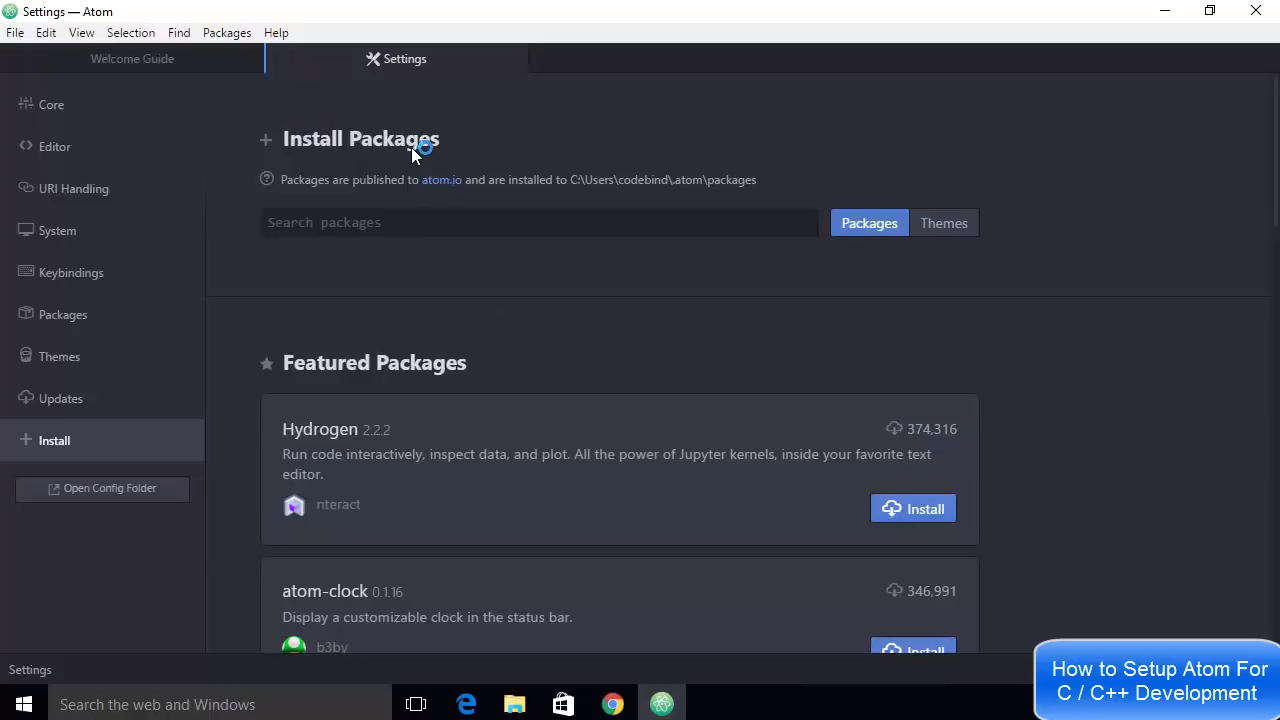 Settings — Atom
File Edit View Selection Find Packages Help
Welcome Guide
Settings
Core
Editor
URI Handling
System
Keybindings
Packages
Themes
Updates
Install
Open Config Folder
Install Packages
Packages are published to atom.io and are installed to C:\Users\codebind\.atom\packages
Search packages
Packages Themes
Featured Packages
Hydrogen 2.2.2
374,316
Run code interactively, inspect data, and plot. All the power of Jupyter kernels, inside your favorite text
editor.
nteract
Install
atom-clock 0.1.16
346,991
Display a customizable clock in the status bar.
b3by
Install
Settings
How to Setup Atom For
C / C++ Development
Search the web and Windows